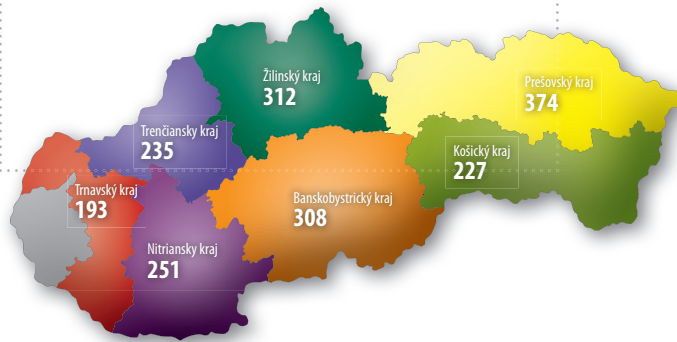 Žilinský kraj
312
Prešovský kraj
374
Trenčiansky kraj
235
Košický kraj
227
Trnavský kraj
193
Banskobystrický kraj
308
Nitriansky kraj
251